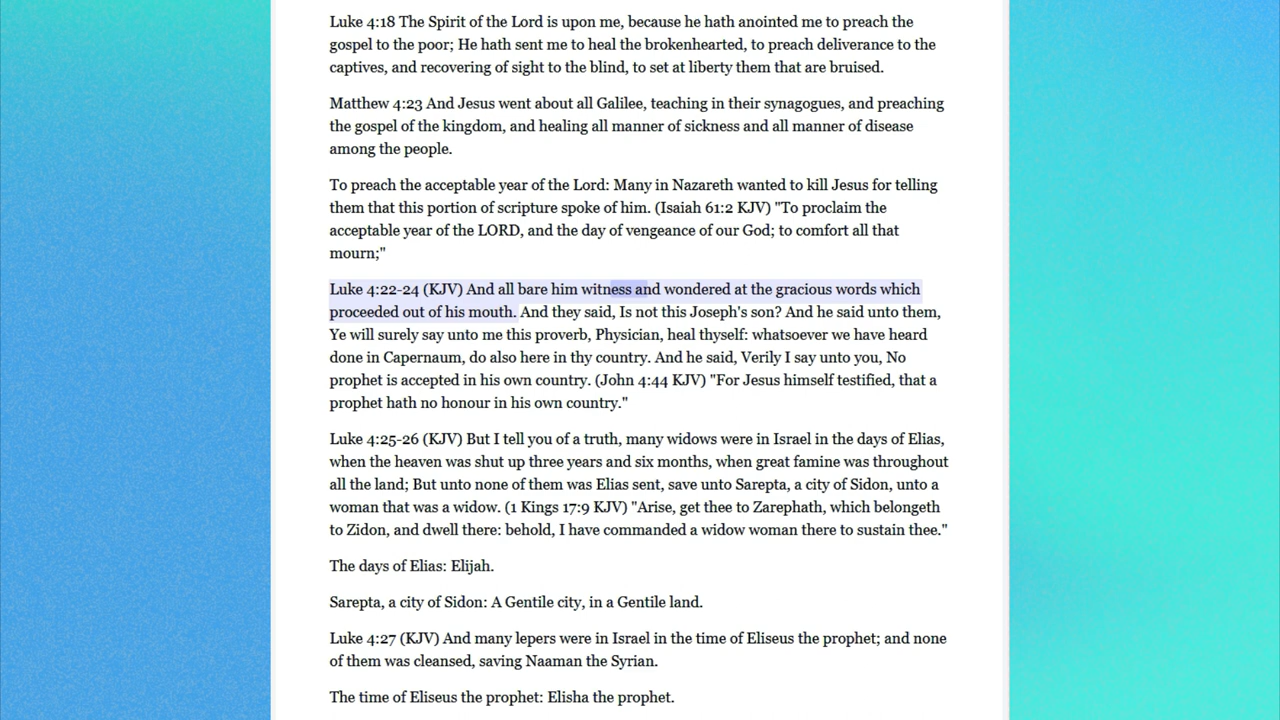 Luke 4:18 The Spirit of the Lord is upon me, because he hath anointed me to preach the
gospel to the poor; He hath sent me to heal the brokenhearted, to preach deliverance to the
captives, and recovering of sight to the blind, to set at liberty them that are bruised.
Matthew 4:23 And Jesus went about all Galilee, teaching in their synagogues, and preaching
the gospel of the kingdom, and healing all manner of sickness and all manner of disease
among the people.
To preach the acceptable year of the Lord: Many in Nazareth wanted to kill Jesus for telling
them that this portion of scripture spoke of him. (Isaiah 61:2 KJV) "To proclaim the
acceptable year of the LORD, and the day of vengeance of our God; to comfort all that
mourn;"
Luke 4:22-24 (KJV) And all bare him witness and wondered at the gracious words which
proceeded out of his mouth. And they said, Is not this Joseph's son? And he said unto them,
Ye will surely say unto me this proverb, Physician, heal thyself: whatsoever we have heard
done in Capernaum, do also here in thy country. And he said, Verily I say unto you, No
prophet is accepted in his own country. (John 4:44 KJV) "For Jesus himself testified, that a
prophet hath no honour in his own country."
Luke 4:25-26 (KJV) But I tell you of a truth, many widows were in Israel in the days of Elias,
when the heaven was shut up three years and six months, when great famine was throughout
all the land; But unto none of them was Elias sent, save unto Sarepta, a city of Sidon, unto a
woman that was a widow. (1 Kings 17:9 KJV) "Arise, get thee to Zarephath, which belongeth
to Zidon, and dwell there: behold, I have commanded a widow woman there to sustain thee."
The days of Elias: Elijah.
Sarepta, a city of Sidon: A Gentile city, in a Gentile land.
Luke 4:27 (KJV) And many lepers were in Israel in the time of Eliseus the prophet; and none
of them was cleansed, saving Naaman the Syrian.
The time of Eliseus the prophet: Elisha the prophet.